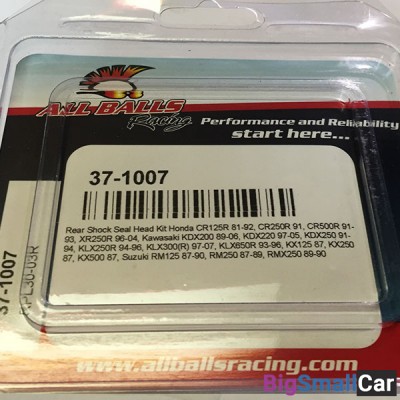 ALL BALLS
Racing
Performance and Reliability
start here...
37-1007
Rear Shock Seal Head Kit Honda CR125R 81-92, CR250R 91, CR500R 91-
93, XR250R 96-04, Kawasaki KDX200 89-06, KDX220 97-05, KDX250 91-
94, KLX250R 94-96, KLX300(R) 97-07, KLX650R 93-96, KX125 87, KX250
87, KX500 87, Suzuki RM125 87-90, RM250 87-89, RMX250 89-90
37-1007
www.allballsracing.com
BigSmallCar